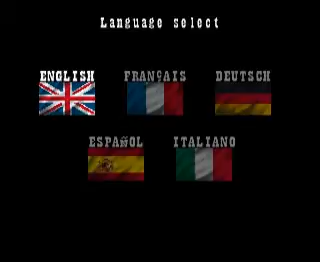 Language select
ENGLISH FRANÇAIS DEUTSCH
ESPAÑOL ITALIANO